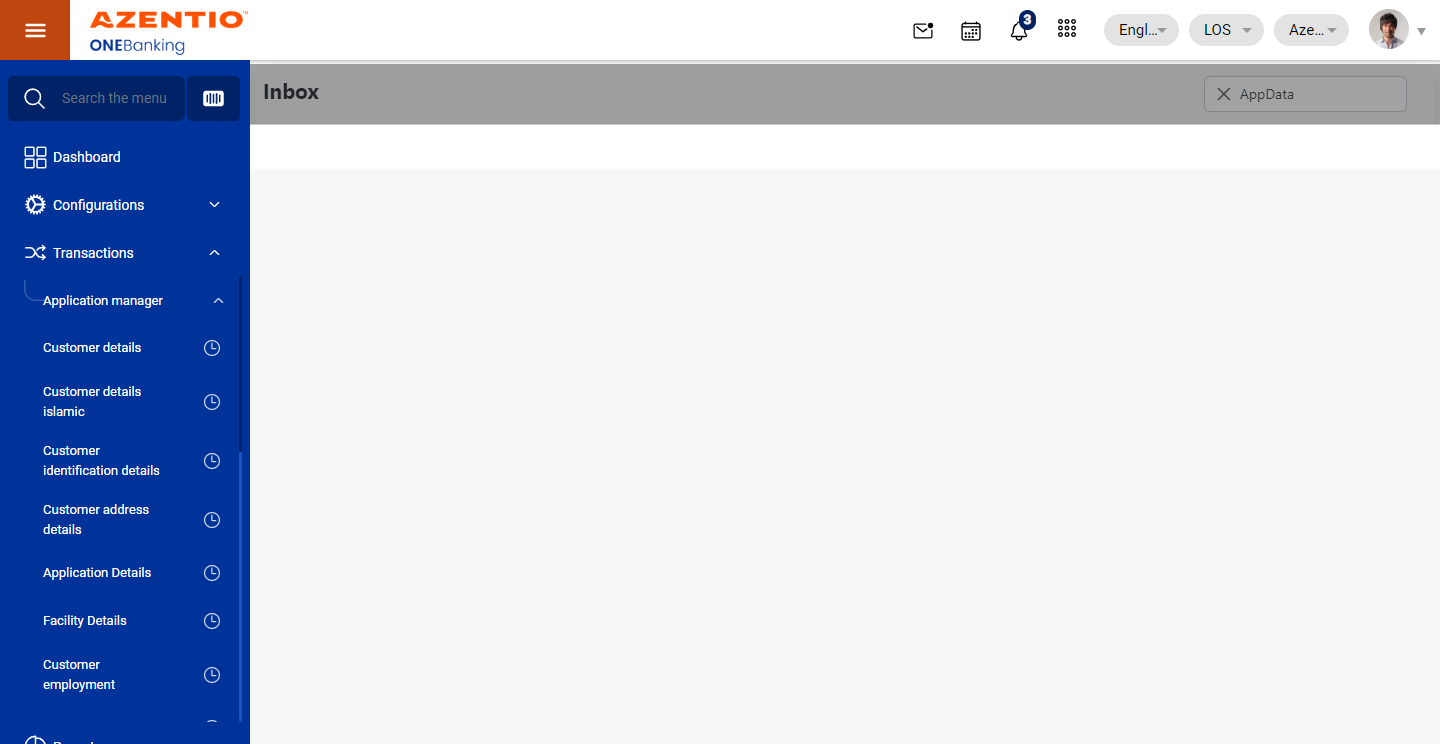 AZENTIO™
ONEBanking
3
Engl...
LOS
Aze...
Search the menu
Inbox
AppData
Dashboard
Configurations
Transactions
Application manager
Customer details
Customer details
islamic
Customer
identification details
Customer address
details
Application Details
Facility Details
Customer
employment